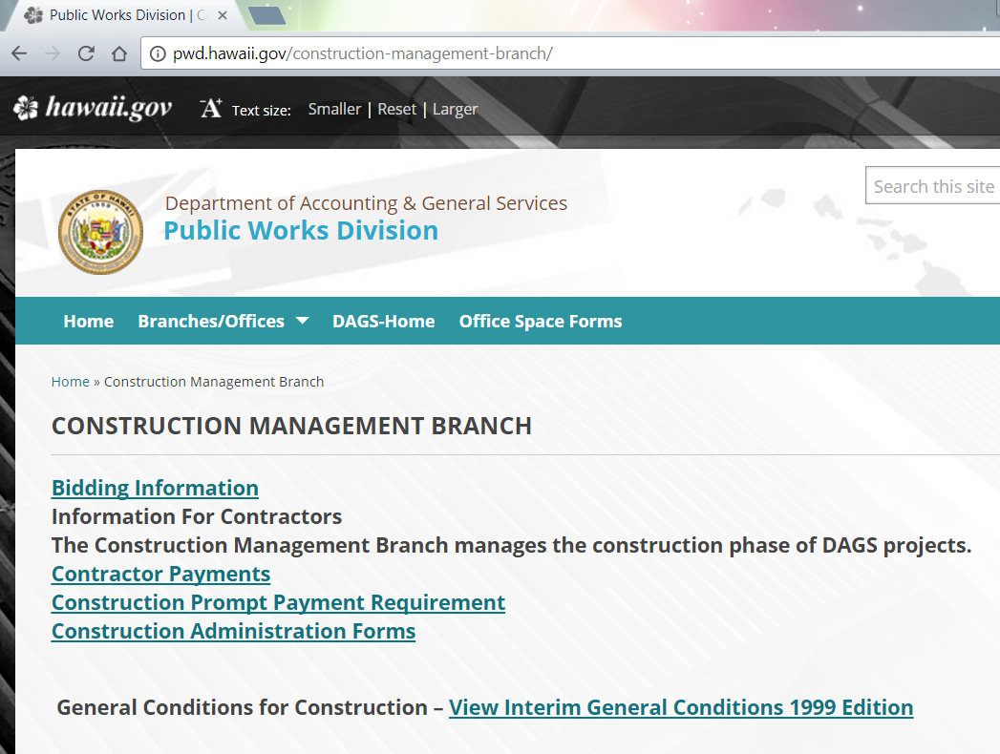 Public Works Division | C
pwd.hawaii.gov/construction-management-branch/
hawaii.gov
A Text size: Smaller | Reset | Larger
Search this site
STATE OF HAWAII
1959
Department of Accounting & General Services
Public Works Division
Home Branches/Offices DAGS-Home Office Space Forms
Home » Construction Management Branch
CONSTRUCTION MANAGEMENT BRANCH
Bidding Information
Information For Contractors
The Construction Management Branch manages the construction phase of DAGS projects.
Contractor Payments
Construction Prompt Payment Requirement
Construction Administration Forms
General Conditions for Construction – View Interim General Conditions 1999 Edition